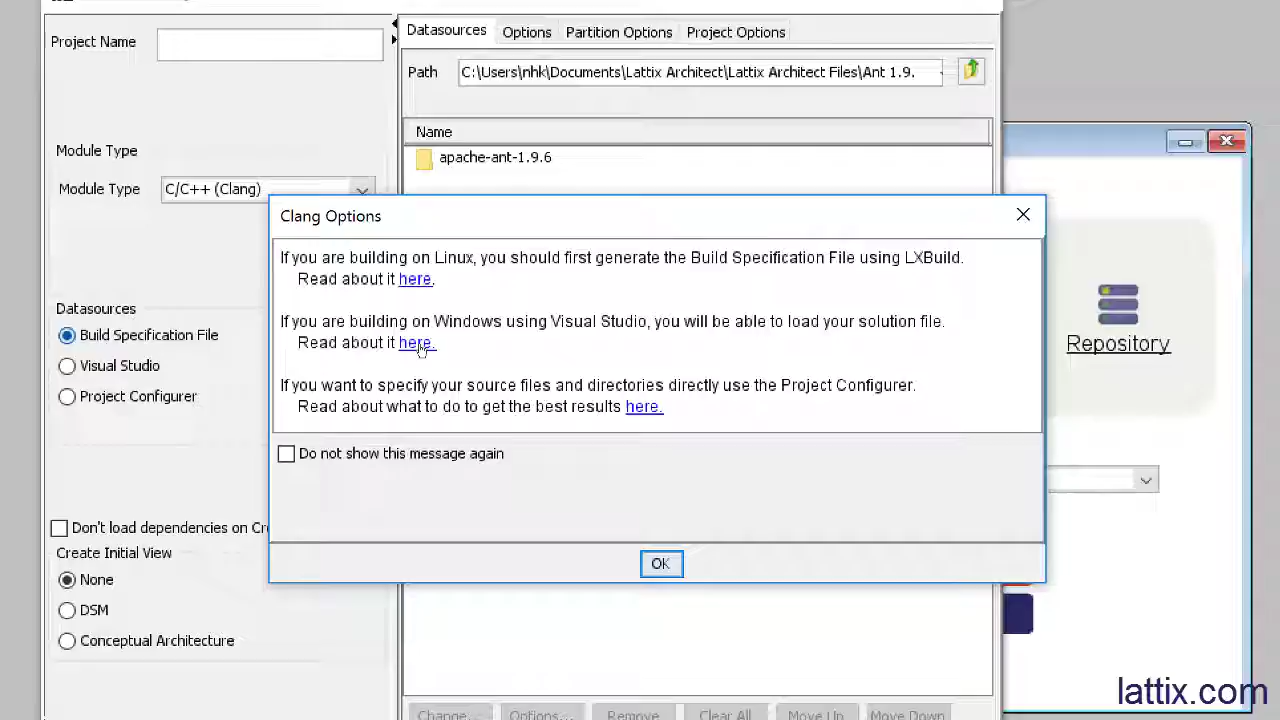 Project Name
Datasources
Options
Partition Options
Project Options
Path
C:\Users\nhk\Documents\Lattix Architect\Lattix Architect Files\Ant 1.9.
Name
apache-ant-1.9.6
Module Type
Module Type
C/C++ (Clang)
Clang Options
If you are building on Linux, you should first generate the Build Specification File using LXBuild.
Read about it here.
If you are building on Windows using Visual Studio, you will be able to load your solution file.
Read about it here.
If you want to specify your source files and directories directly use the Project Configurer.
Read about what to do to get the best results here.
Do not show this message again
OK
Datasources
Build Specification File
Visual Studio
Project Configurer
Don't load dependencies on Cr
Create Initial View
None
DSM
Conceptual Architecture
Repository
Change...
Options...
Remove
Clear All
Move Up
Move Down
lattix.com